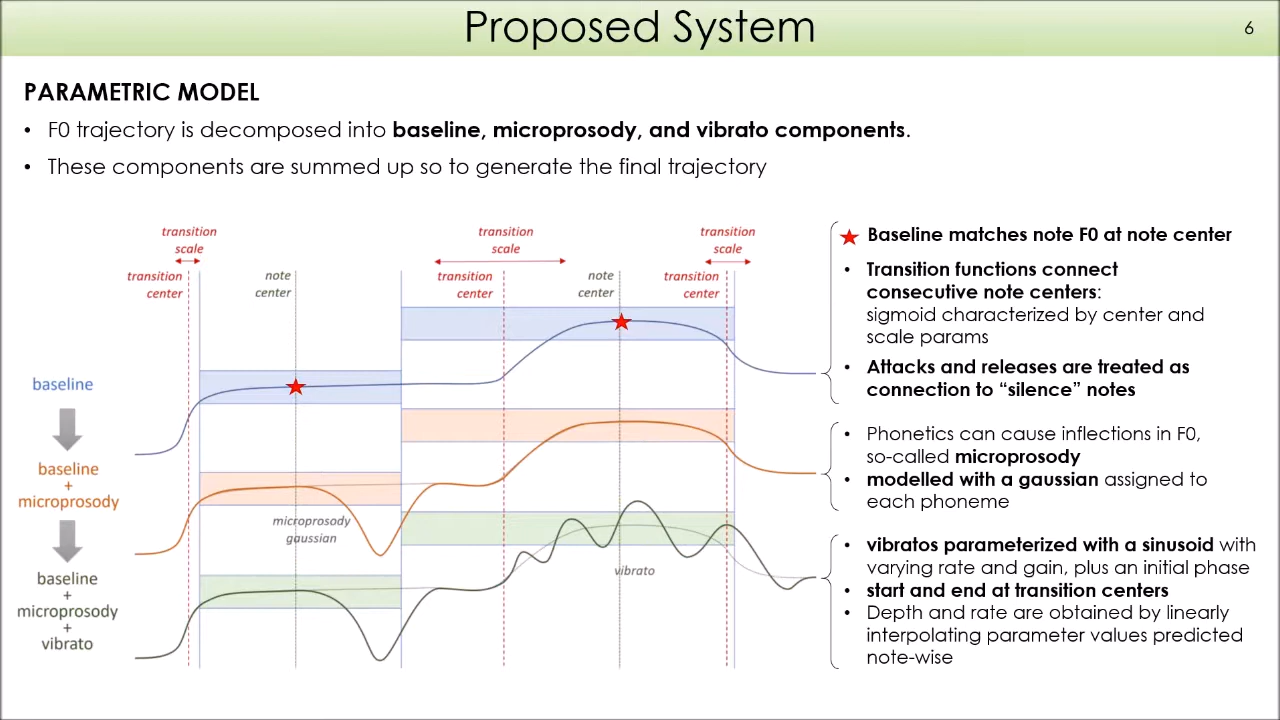 Proposed System
6
PARAMETRIC MODEL
• F0 trajectory is decomposed into baseline, microprosody, and vibrato components.
• These components are summed up so to generate the final trajectory
transition
scale
transition
scale
transition
scale
transition
center
note
center
transition
center
note
center
transition
center
baseline
baseline
+
microprosody
microprosody
gaussian
baseline
+
microprosody
+
vibrato
vibrato
Baseline matches note F0 at note center
• Transition functions connect
consecutive note centers:
sigmoid characterized by center and
scale params
• Attacks and releases are treated as
connection to “silence” notes
• Phonetics can cause inflections in F0,
so-called microprosody
• modelled with a gaussian assigned to
each phoneme
• vibratos parameterized with a sinusoid with
varying rate and gain, plus an initial phase
• start and end at transition centers
• Depth and rate are obtained by linearly
interpolating parameter values predicted
note-wise